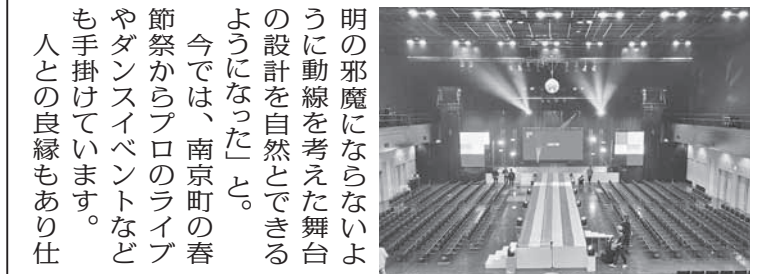 明の邪魔にならないよ
うに動線を考えた舞台
の設計を自然とできる
ようになった」と。
　今では、南京町の春
節祭からプロのライブ
やダンスイベントなど
も手掛けています。
　人との良縁もあり仕